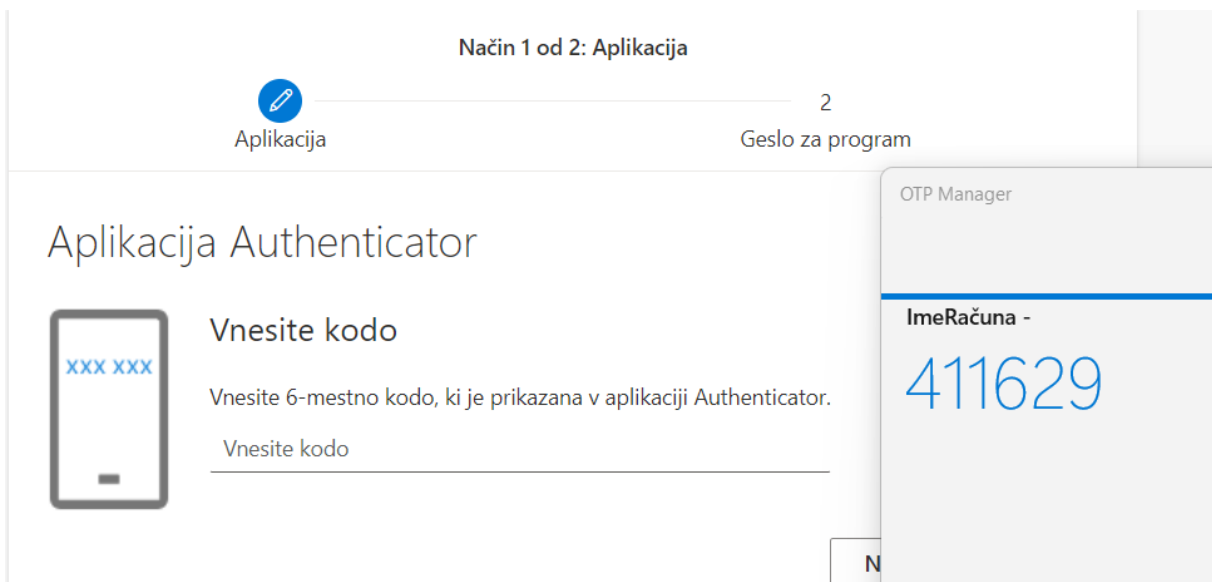 Način 1 od 2: Aplikacija
2
Aplikacija
Geslo za program
OTP Manager
Aplikacija Authenticator
ImeRačuna -
411629
Vnesite kodo
xxx xxx
Vnesite 6-mestno kodo, ki je prikazana v aplikaciji Authenticator.
Vnesite kodo